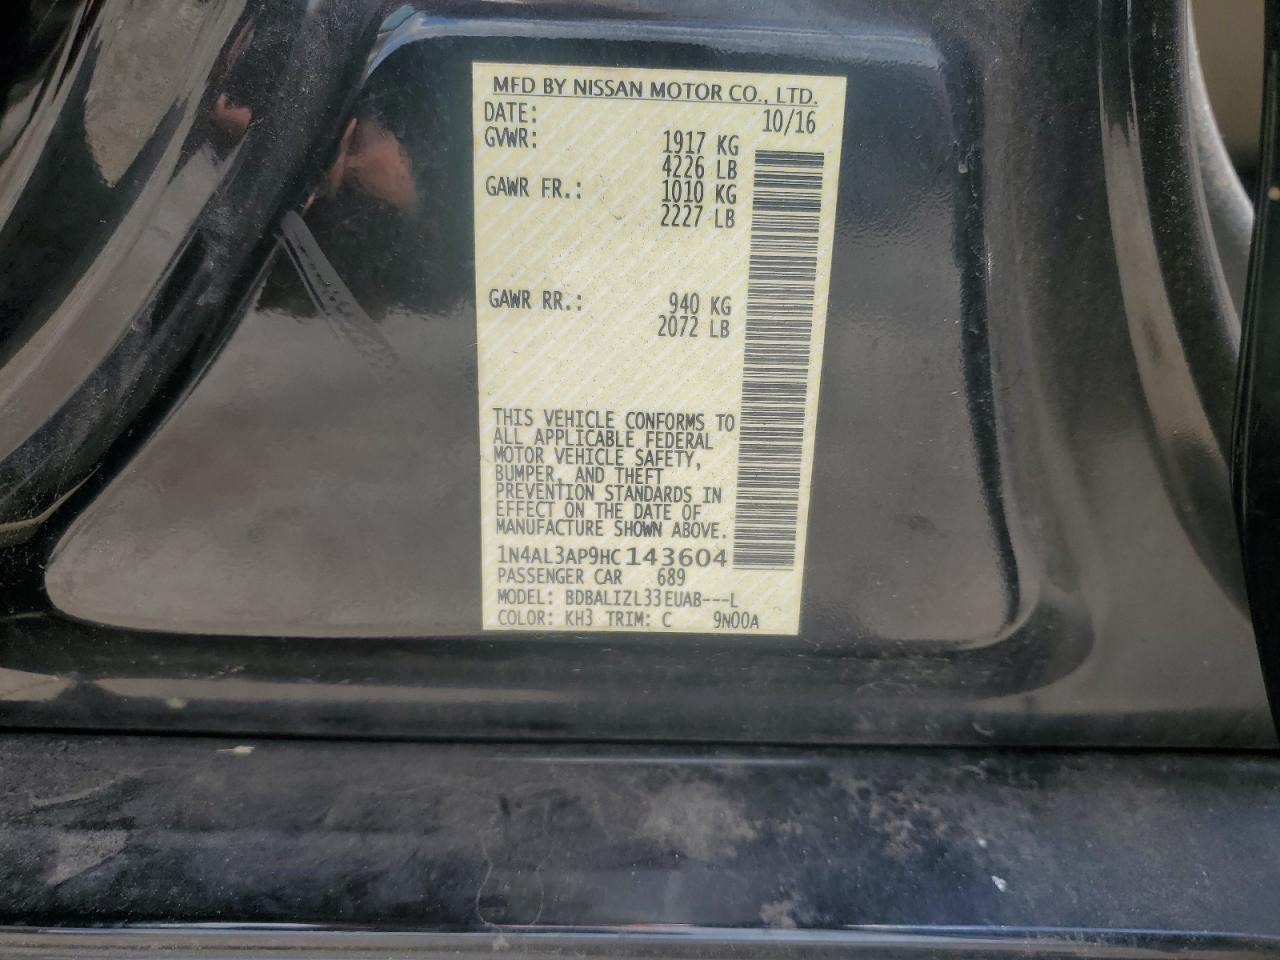 MFD BY NISSAN MOTOR CO., LTD.
DATE: 10/16
GVWR: 1917 KG
4226 LB
GAWR FR.: 1010 KG
2227 LB
GAWR RR.: 940 KG
2072 LB
THIS VEHICLE CONFORMS TO
ALL APPLICABLE FEDERAL
MOTOR VEHICLE SAFETY,
BUMPER, AND THEFT
PREVENTION STANDARDS IN
EFFECT ON THE DATE OF
MANUFACTURE SHOWN ABOVE.
1N4AL3AP9HC143604
PASSENGER CAR 689
MODEL: BDBALIZL33EUAB---L
COLOR: KH3 TRIM: C 9N00A